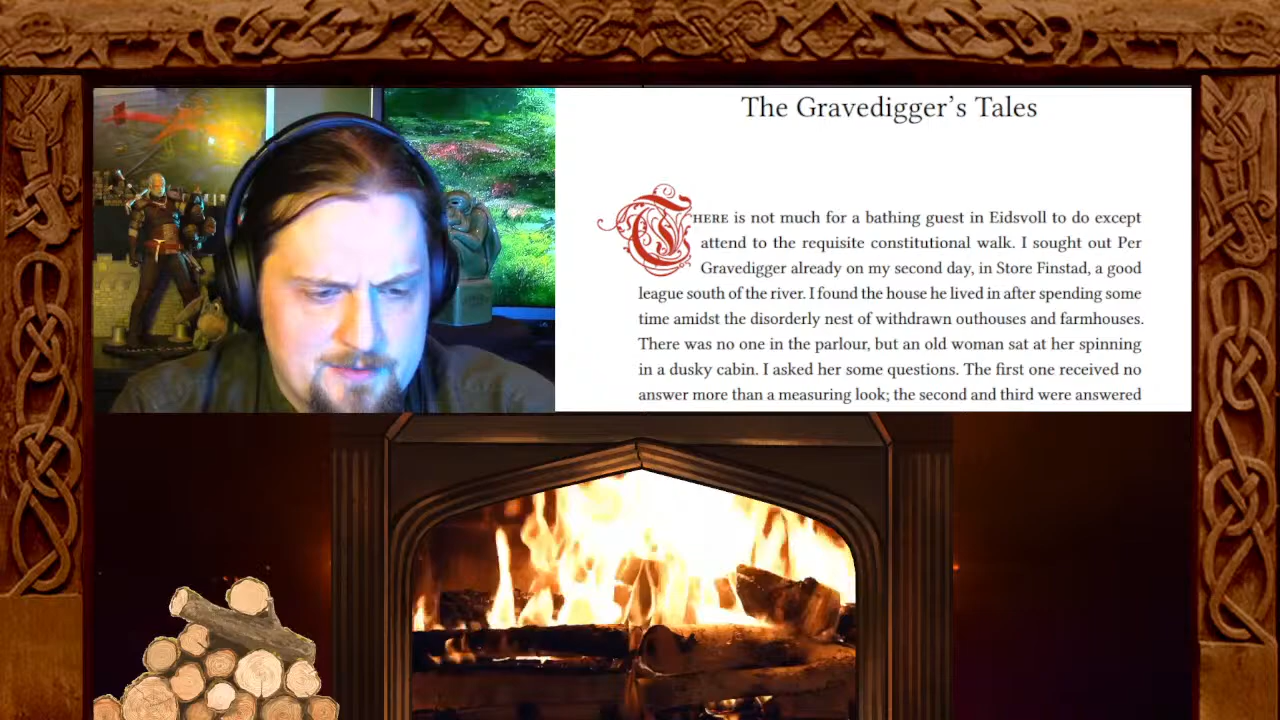 The Gravedigger's Tales
THERE is not much for a bathing guest in Eidsvoll to do except
attend to the requisite constitutional walk. I sought out Per
Gravedigger already on my second day, in Store Finstad, a good
league south of the river. I found the house he lived in after spending some
time amidst the disorderly nest of withdrawn outhouses and farmhouses.
There was no one in the parlour, but an old woman sat at her spinning
in a dusky cabin. I asked her some questions. The first one received no
answer more than a measuring look; the second and third were answered